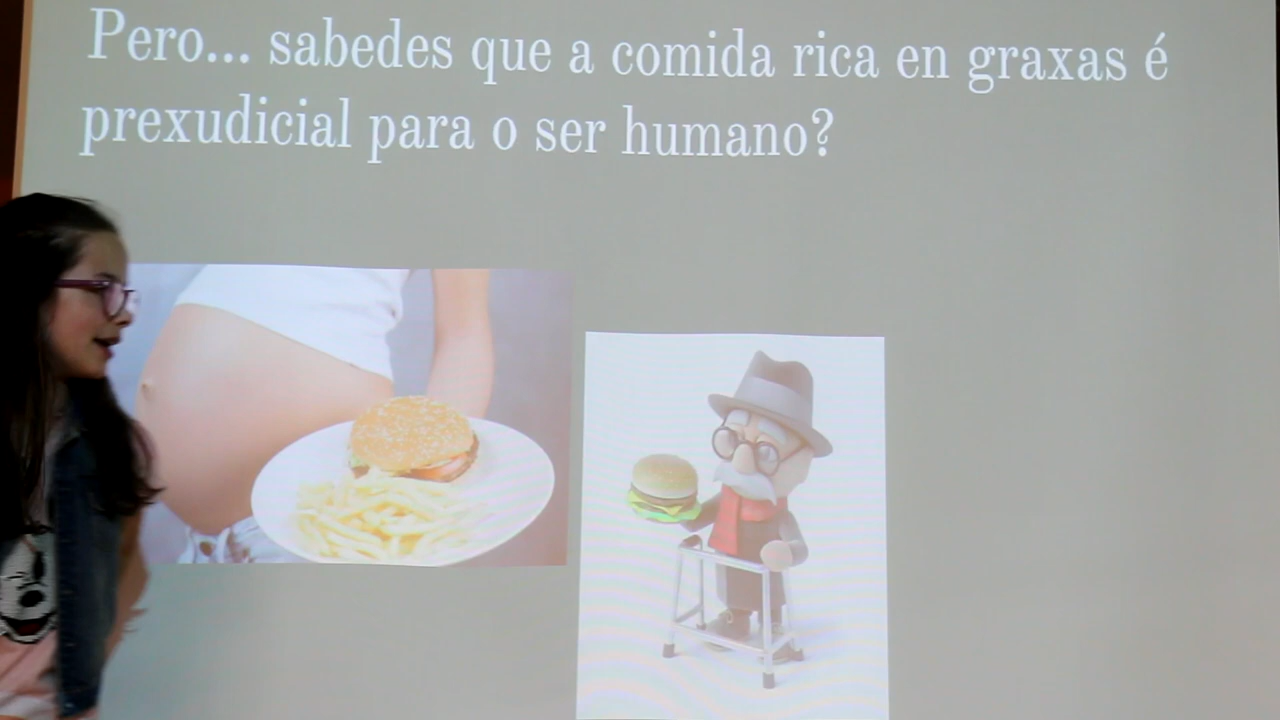 Pero... sabedes que a comida rica en graxas é
prexudicial para o ser humano?